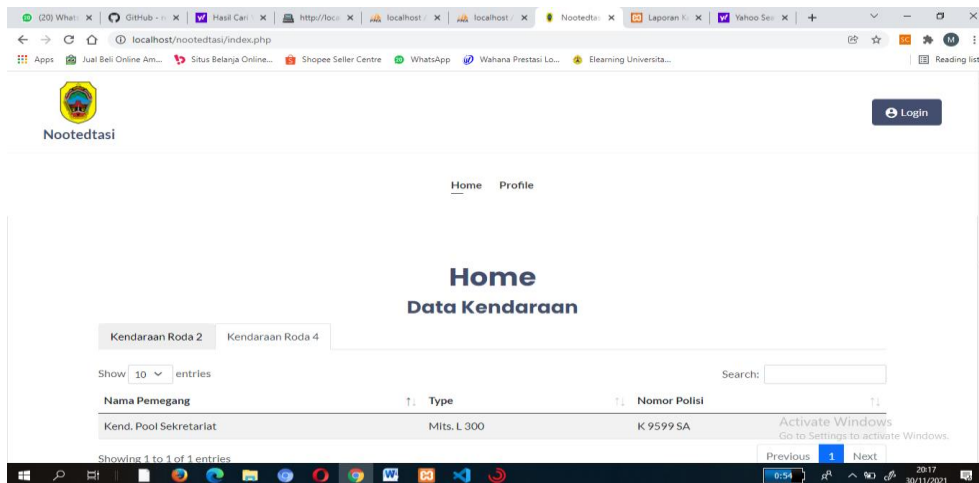 (20) What: GitHub - n Hasil Cari http://loca localhost / localhost / Nootedtas Laporan K Yahoo Sea
localhost/nootedtasi/index.php
Apps Jual Beli Online Am... Situs Belanja Online... Shopee Seller Centre WhatsApp Wahana Prestasi Lo... Elearning Universita... Reading list
Nootedtasi
Login
Home Profile
Home
Data Kendaraan
Kendaraan Roda 2 Kendaraan Roda 4
Show 10 entries Search:
Nama Pemegang Type Nomor Polisi
Kend. Pool Sekretariat Mits. L 300 K 9599 SA
Activate Windows
Go to Settings to activate Windows.
Showing 1 to 1 of 1 entries Previous 1 Next
0:54 20:17
30/11/2021